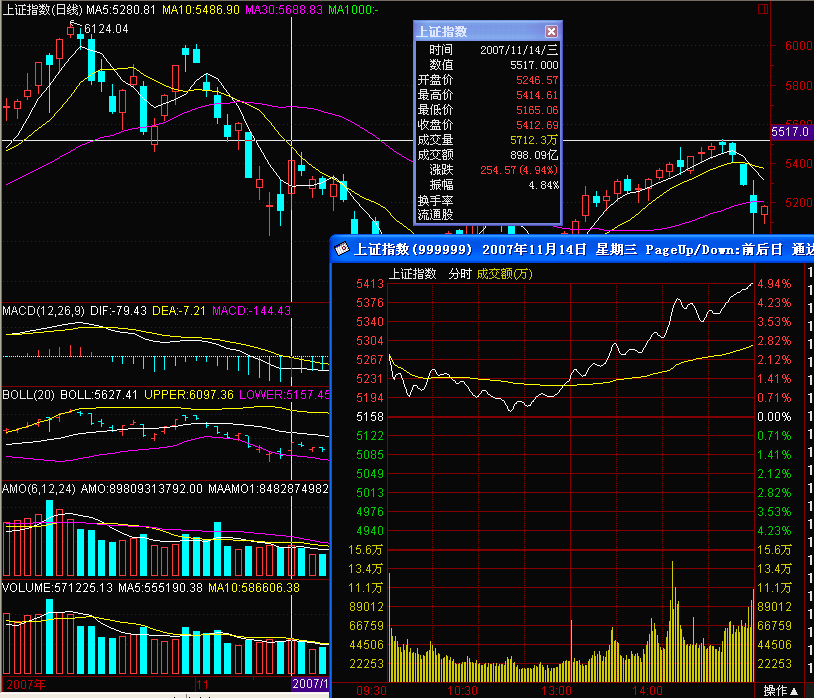 上证指数(日线) MA5:5280.81 MA10:5486.90 MA30:5688.83 MA1000:-
6124.04
6000
5800
5517.0
5400
5200
上证指数
时间 2007/11/14/三
数值 5517.000
开盘价 5246.57
最高价 5414.61
最低价 5165.06
收盘价 5412.69
成交量 5712.3万
成交额 898.09亿
涨跌 254.57(4.94%)
振幅 4.84%
换手率
流通股
MACD(12,26,9) DIF:-79.43 DEA:-7.21 MACD:-144.43
BOLL(20) BOLL:5627.41 UPPER:6097.36 LOWER:5157.45
AMO(6,12,24) AMO:89809313792.00 MAAMO1:8482874982
VOLUME:571225.13 MA5:555190.38 MA10:586606.38
2007年 11 2007/1
上证指数(999999) 2007年11月14日 星期三 PageUp/Down:前后日 通达
上证指数 分时 成交额(万)
5413 4.94%
5376 4.23%
5340 3.53%
5304 2.82%
5267 2.12%
5231 1.41%
5194 0.71%
5158 0.00%
5122 0.71%
5085 1.41%
5049 2.12%
5013 2.82%
4976 3.53%
4940 4.23%
15.6万 15.6万
13.4万 13.4万
11.1万 11.1万
89012 89012
66759 66759
44506 44506
22253 22253
09:30 10:30 13:00 14:00 操作▲